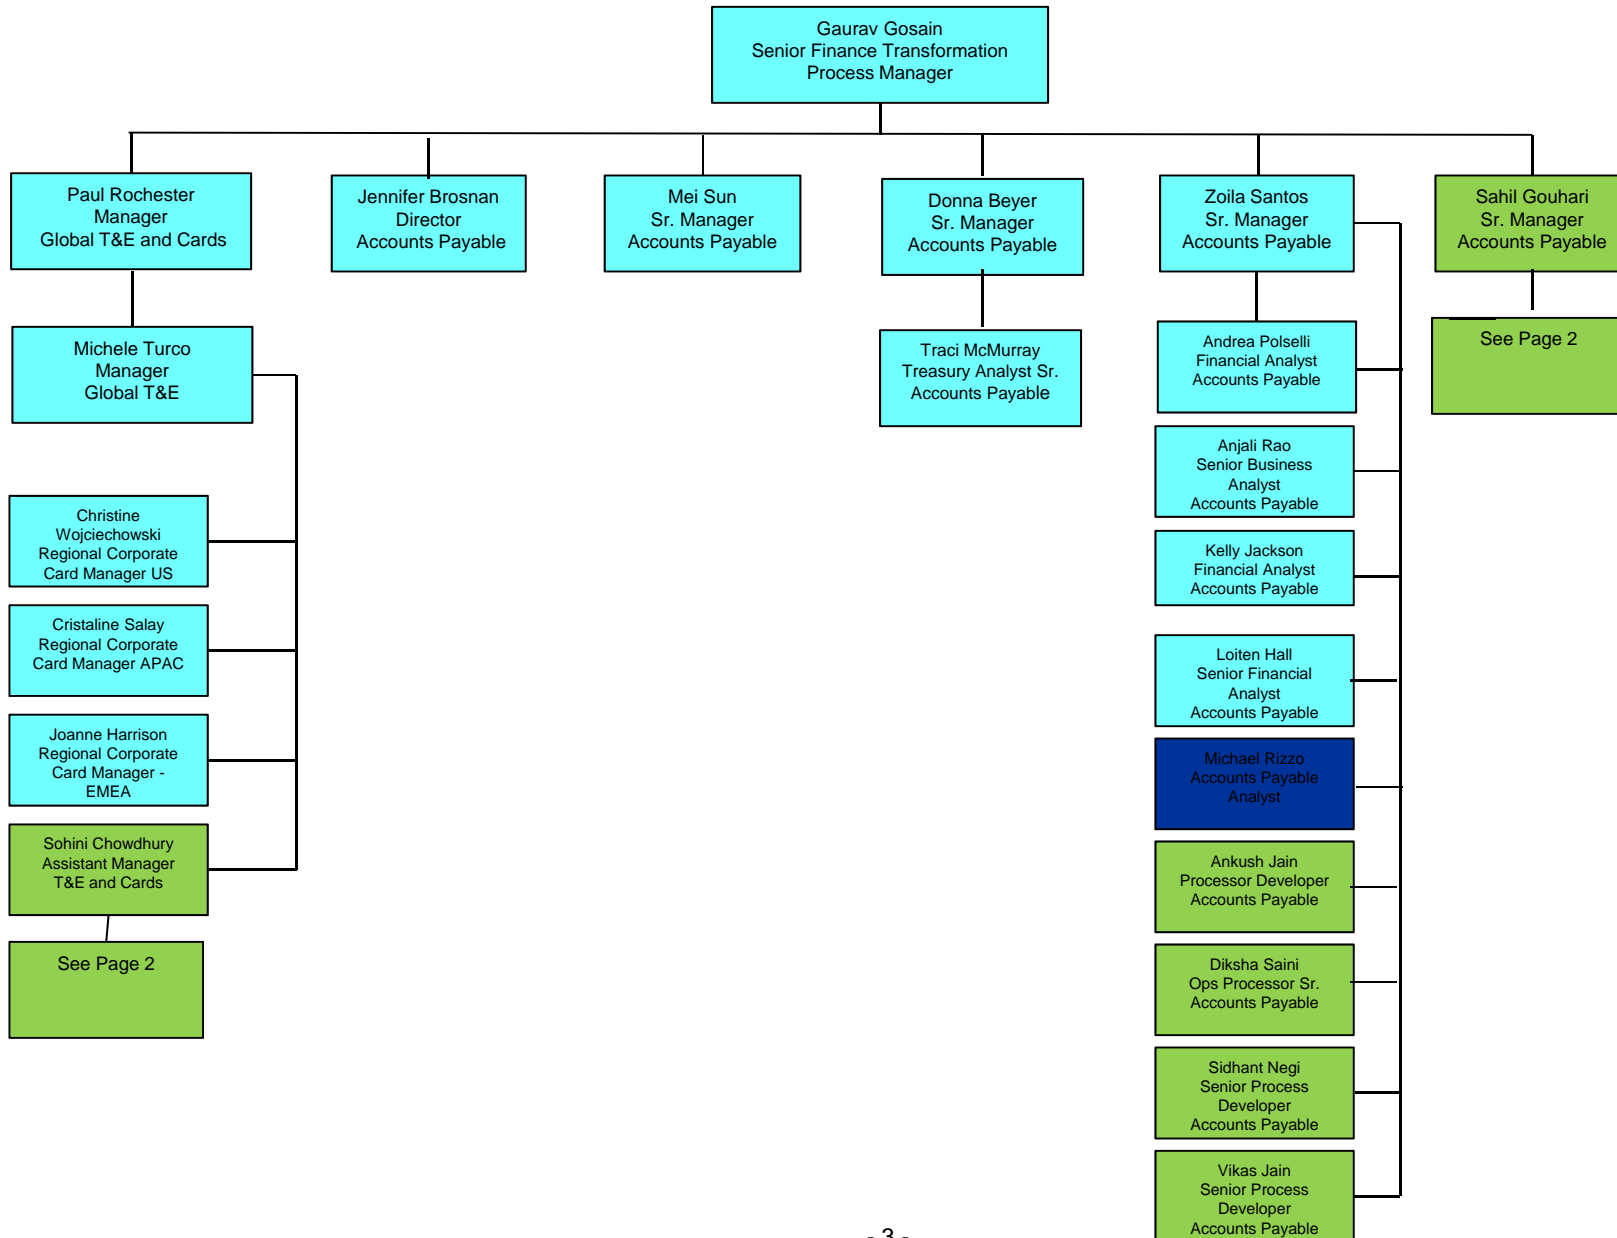 Gaurav Gosain
Senior Finance Transformation
Process Manager
Paul Rochester
Manager
Global T&E and Cards
Jennifer Brosnan
Director
Accounts Payable
Mei Sun
Sr. Manager
Accounts Payable
Donna Beyer
Sr. Manager
Accounts Payable
Zoila Santos
Sr. Manager
Accounts Payable
Sahil Gouhari
Sr. Manager
Accounts Payable
Michele Turco
Manager
Global T&E
Traci McMurray
Treasury Analyst Sr.
Accounts Payable
Andrea Polselli
Financial Analyst
Accounts Payable
See Page 2
Anjali Rao
Senior Business
Analyst
Accounts Payable
Christine
Wojciechowski
Regional Corporate
Card Manager US
Kelly Jackson
Financial Analyst
Accounts Payable
Cristaline Salay
Regional Corporate
Card Manager APAC
Loiten Hall
Senior Financial
Analyst
Accounts Payable
Joanne Harrison
Regional Corporate
Card Manager -
EMEA
Michael Rizzo
Accounts Payable
Analyst
Sohini Chowdhury
Assistant Manager
T&E and Cards
Ankush Jain
Processor Developer
Accounts Payable
See Page 2
Diksha Saini
Ops Processor Sr.
Accounts Payable
Sidhant Negi
Senior Process
Developer
Accounts Payable
Vikas Jain
Senior Process
Developer
Accounts Payable
- 3 -